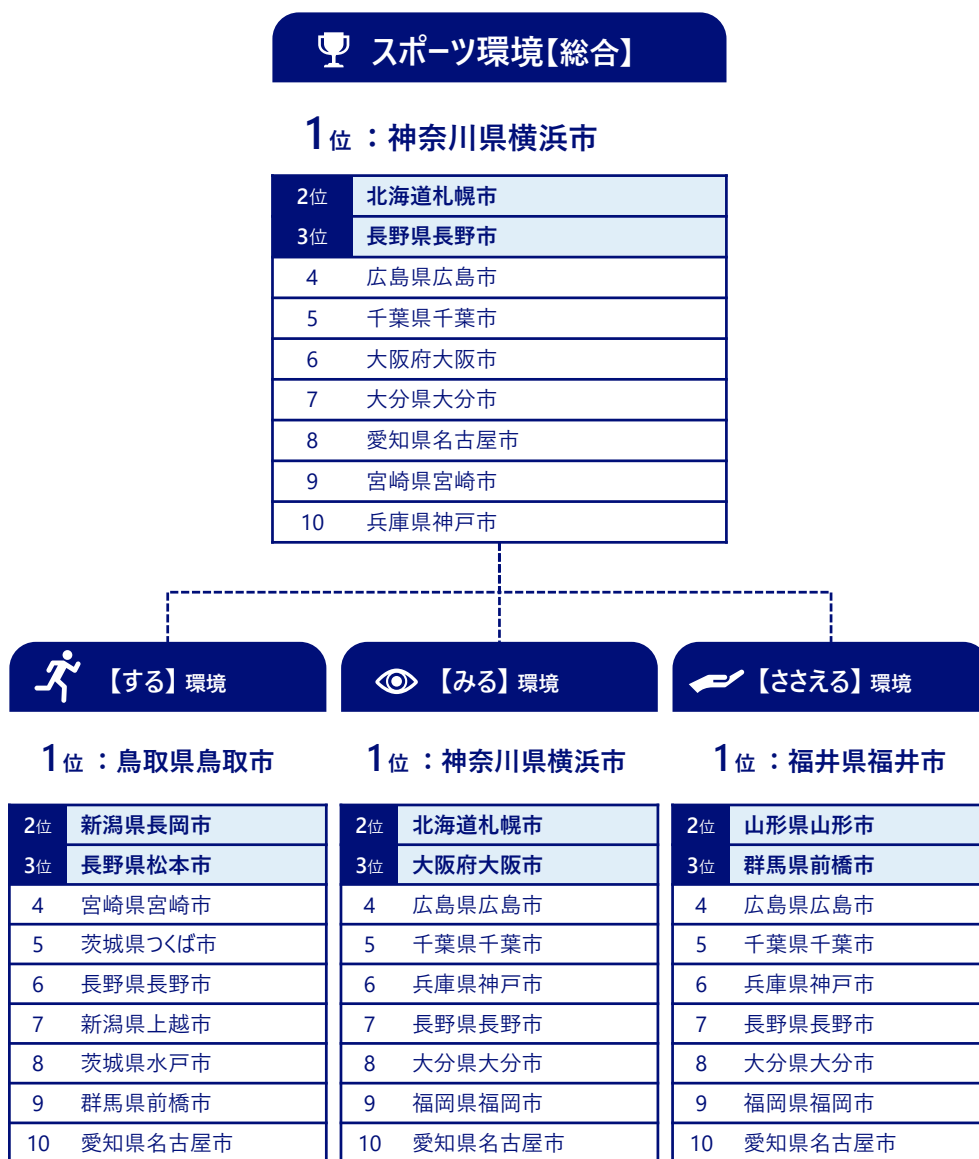 スポーツ環境【総合】
1位：神奈川県横浜市
2位 北海道札幌市
3位 長野県長野市
4 広島県広島市
5 千葉県千葉市
6 大阪府大阪市
7 大分県大分市
8 愛知県名古屋市
9 宮崎県宮崎市
10 兵庫県神戸市
【する】環境
1位：鳥取県鳥取市
2位 新潟県長岡市
3位 長野県松本市
4 宮崎県宮崎市
5 茨城県つくば市
6 長野県長野市
7 新潟県上越市
8 茨城県水戸市
9 群馬県前橋市
10 愛知県名古屋市
【みる】環境
1位：神奈川県横浜市
2位 北海道札幌市
3位 大阪府大阪市
4 広島県広島市
5 千葉県千葉市
6 兵庫県神戸市
7 長野県長野市
8 大分県大分市
9 福岡県福岡市
10 愛知県名古屋市
【ささえる】環境
1位：福井県福井市
2位 山形県山形市
3位 群馬県前橋市
4 広島県広島市
5 千葉県千葉市
6 兵庫県神戸市
7 長野県長野市
8 大分県大分市
9 福岡県福岡市
10 愛知県名古屋市